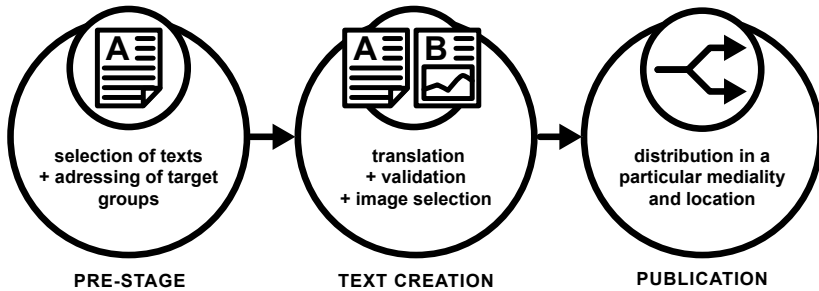 A
selection of texts
+ adressing of target
groups
PRE-STAGE
A B
translation
+ validation
+ image selection
TEXT CREATION
distribution in a
particular mediality
and location
PUBLICATION